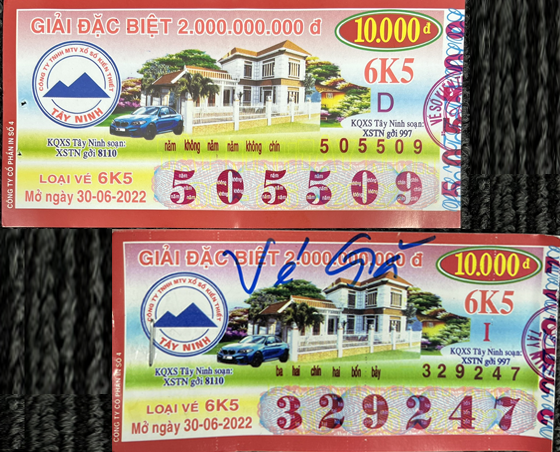 GIẢI ĐẶC BIỆT 2.000.000.000 đ
10.000đ
CÔNG TY TNHH MTV XỔ SỐ KIẾN THIẾT
TÂY NINH
6K5
D
KQXS Tây Ninh soạn:
XSTN gởi 8110
KQXS Tây Ninh soạn:
XSTN gởi 997
năm không năm năm không chín
505509
LOẠI VÉ 6K5
Mở ngày 30-06-2022
505509
CÔNG TY CỔ PHẦN IN SỐ 4
Vé Giả
GIẢI ĐẶC BIỆT 2.000.000.000 đ
10.000đ
CÔNG TY TNHH MTV XỔ SỐ KIẾN THIẾT
TÂY NINH
6K5
I
KQXS Tây Ninh soạn:
XSTN gởi 8110
KQXS Tây Ninh soạn:
XSTN gởi 997
ba hai chín hai bốn bảy
329247
LOẠI VÉ 6K5
Mở ngày 30-06-2022
329247
CÔNG TY CỔ PHẦN IN SỐ 4